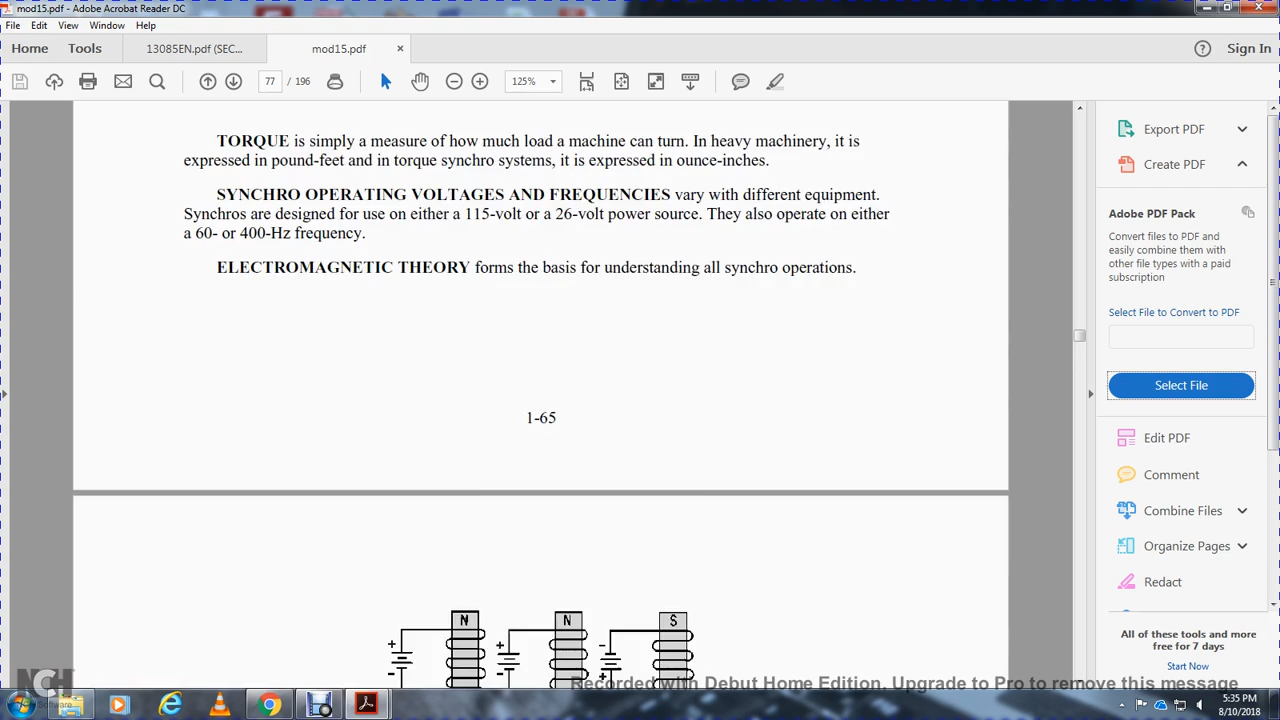 mod15.pdf - Adobe Acrobat Reader DC
File Edit View Window Help
Home Tools 13085EN.pdf (SEC... mod15.pdf × Sign In
77 / 196 125%
TORQUE is simply a measure of how much load a machine can turn. In heavy machinery, it is
expressed in pound-feet and in torque synchro systems, it is expressed in ounce-inches.
SYNCHRO OPERATING VOLTAGES AND FREQUENCIES vary with different equipment.
Synchros are designed for use on either a 115-volt or a 26-volt power source. They also operate on either
a 60- or 400-Hz frequency.
ELECTROMAGNETIC THEORY forms the basis for understanding all synchro operations.
1-65
N N S
+ + -
- - +
Export PDF
Create PDF
Adobe PDF Pack
Convert files to PDF and
easily combine them with
other file types with a paid
subscription
Select File to Convert to PDF
Select File
Edit PDF
Comment
Combine Files
Organize Pages
Redact
All of these tools and more
free for 7 days
Start Now
NCH
Software
Recorded with Debut Home Edition. Upgrade to Pro to remove this message
5:35 PM
8/10/2018